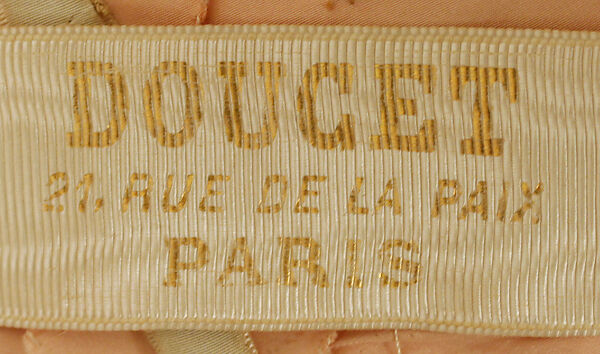 DOUCET
21, RUE DE LA PAIX
PARIS